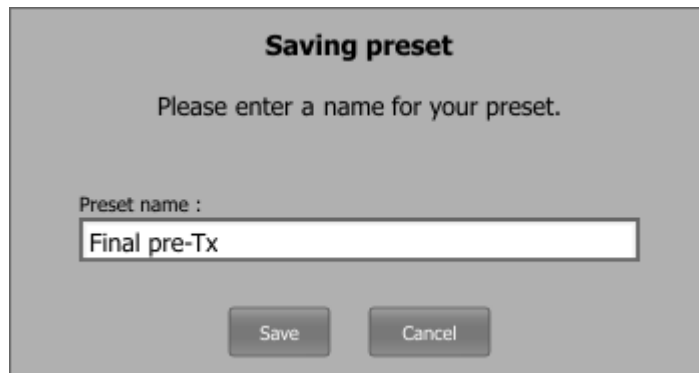 Saving preset
Please enter a name for your preset.
Preset name :
Final pre-Tx
Save Cancel